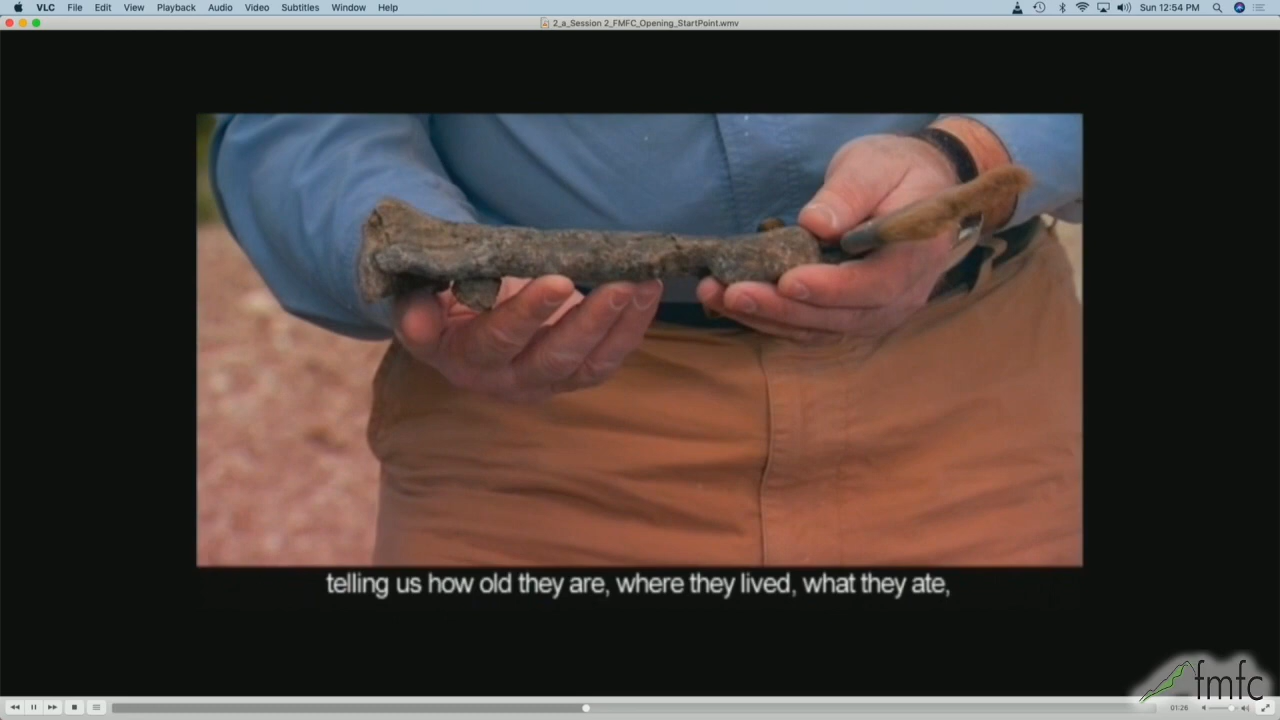 VLC File Edit View Playback Audio Video Subtitles Window Help Sun 12:54 PM
2_a_Session 2_FMFC_Opening_StartPoint.wmv
telling us how old they are, where they lived, what they ate,
fmfc
01:26